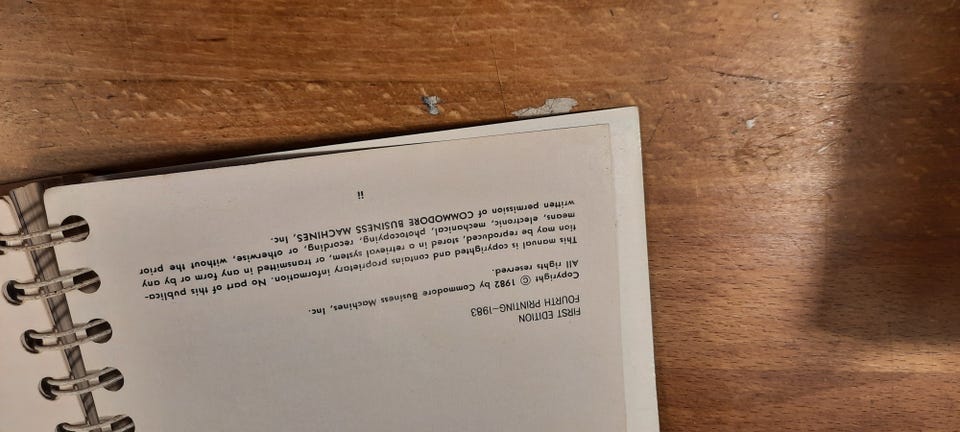 FIRST EDITION
FOURTH PRINTING—1983
Copyright © 1982 by Commodore Business Machines, Inc.
All rights reserved.
This manual is copyrighted and contains proprietary information. No part of this publica-
tion may be reproduced, stored in a retrieval system, or transmitted in any form or by any
means, electronic, mechanical, photocopying, recording, or otherwise, without the prior
written permission of COMMODORE BUSINESS MACHINES, Inc.
ii